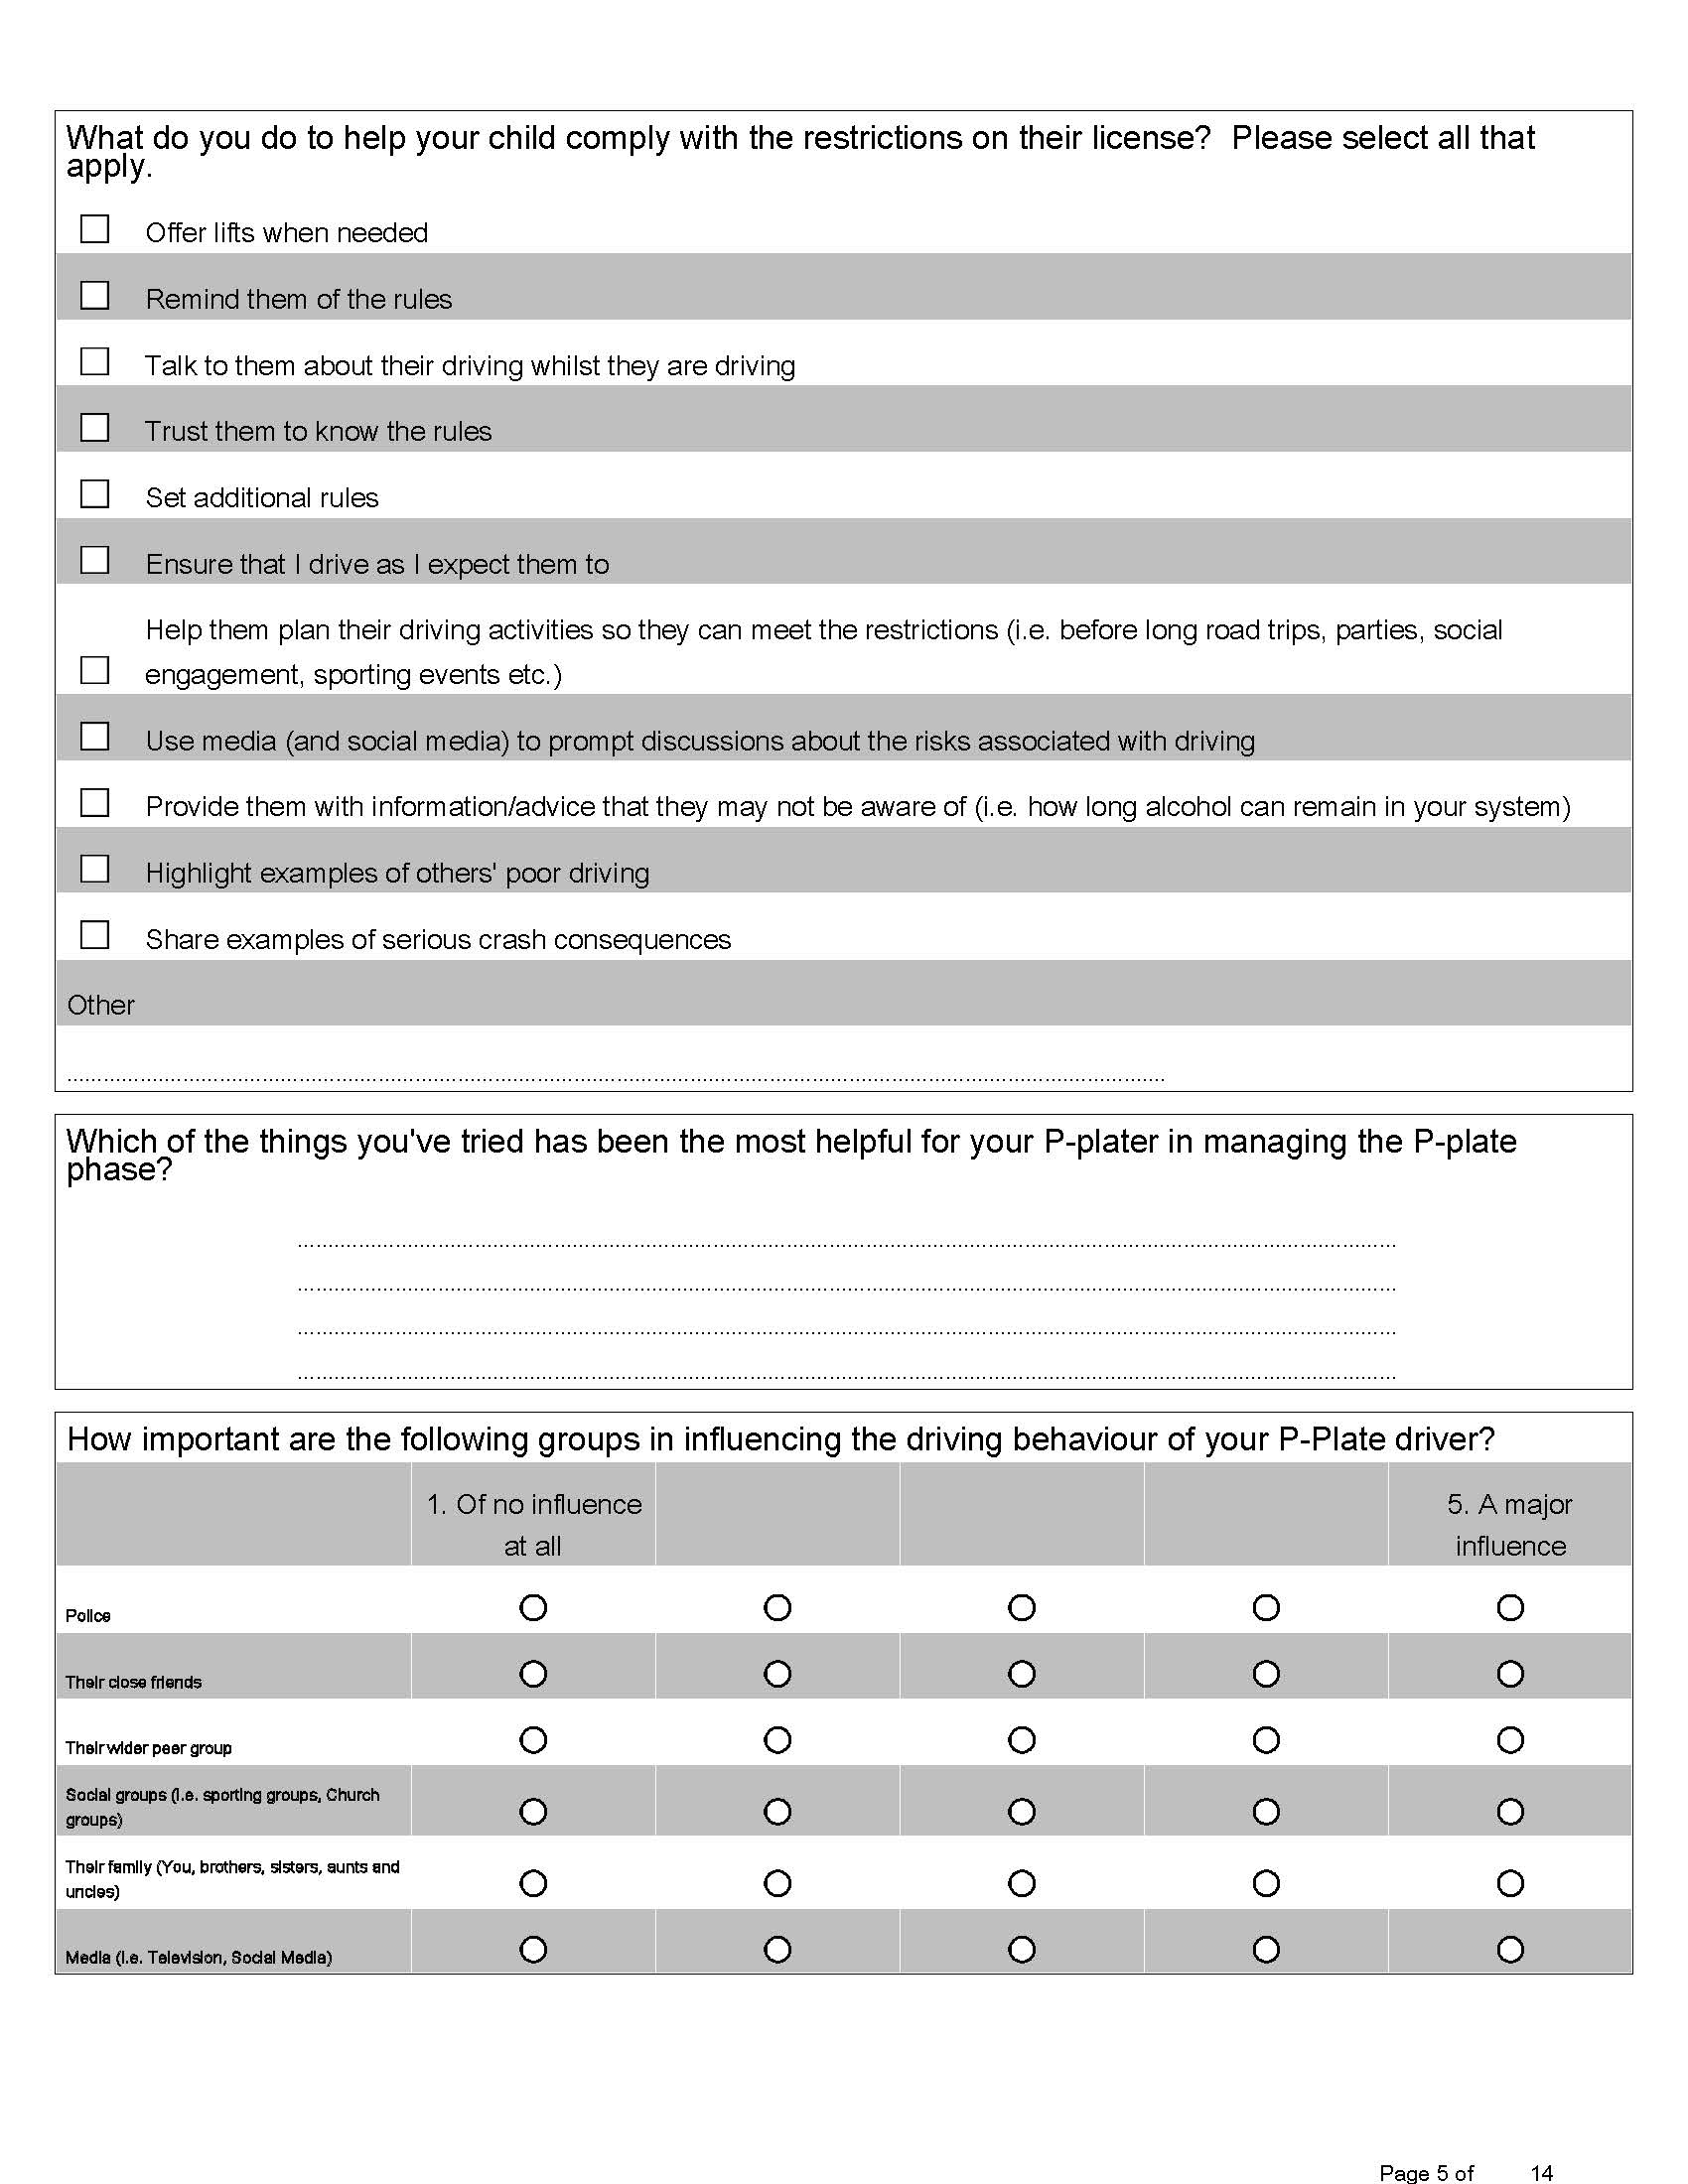 What do you do to help your child comply with the restrictions on their license?  Please select all that
apply.
Offer lifts when needed
Remind them of the rules
Talk to them about their driving whilst they are driving
Trust them to know the rules
Set additional rules
Ensure that I drive as I expect them to
Help them plan their driving activities so they can meet the restrictions (i.e. before long road trips, parties, social
engagement, sporting events etc.)
Use media (and social media) to prompt discussions about the risks associated with driving
Provide them with information/advice that they may not be aware of (i.e. how long alcohol can remain in your system)
Highlight examples of others' poor driving
Share examples of serious crash consequences
Other
Which of the things you've tried has been the most helpful for your P-plater in managing the P-plate
phase?
How important are the following groups in influencing the driving behaviour of your P-Plate driver?
1. Of no influence
at all
5. A major
influence
Police
Their close friends
Their wider peer group
Social groups (i.e. sporting groups, Church
groups)
Their family (You, brothers, sisters, aunts and
uncles)
Media (i.e. Television, Social Media)
Page 5 of 14